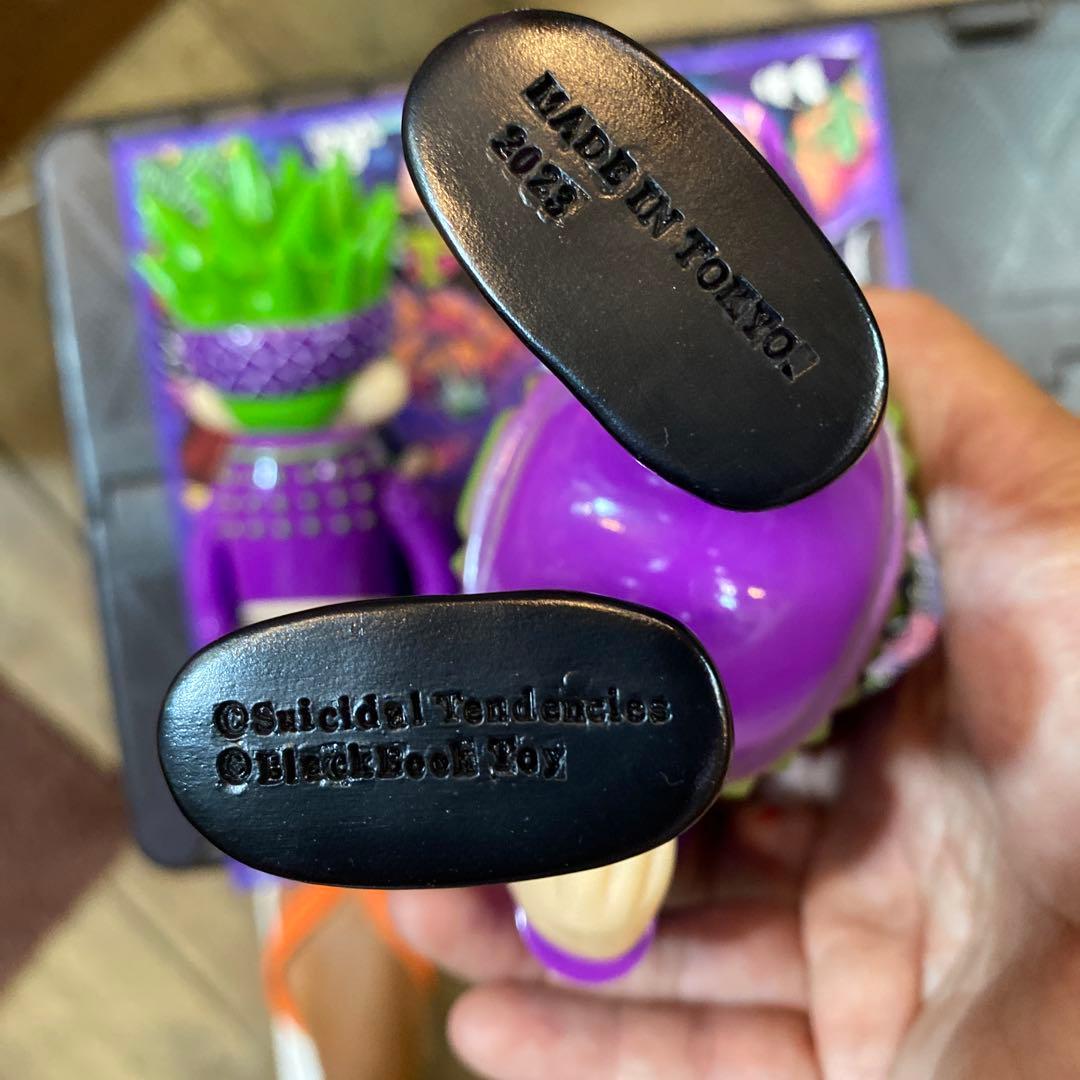 MADE IN TOKYO.
2023
©Suicidal Tendencies
©BlackBook Toy